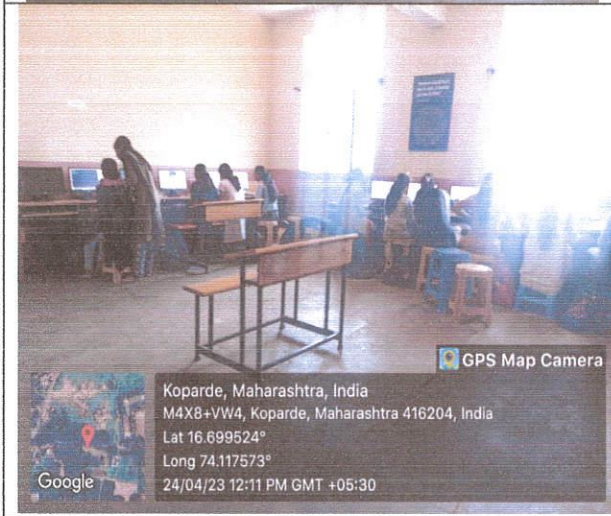 GPS Map Camera
Koparde, Maharashtra, India
M4X8+VW4, Koparde, Maharashtra 416204, India
Lat 16.699524°
Long 74.117573°
24/04/23 12:11 PM GMT +05:30
Google